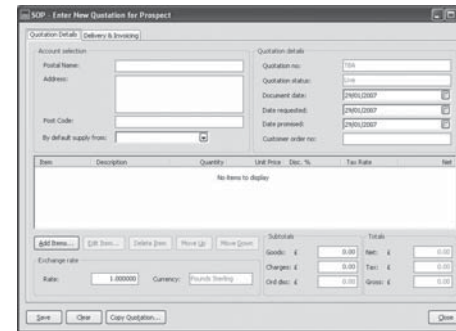 SOP - Enter New Quotation for Prospect
Quotation Details
Delivery & Invoicing
Account selection
Postal Name:
Address:
Post Code:
By default supply from:
Quotation details
Quotation no:
TBA
Quotation status:
Live
Document date:
29/01/2007
Date requested:
29/01/2007
Date promised:
29/01/2007
Customer order no:
Item Description Quantity Unit Price Disc. % Tax Rate Net
No items to display
Add Items... Edit Item... Delete Item Move Up Move Down
Exchange rate
Rate: 1.000000 Currency: Pounds Sterling
Subtotals
Goods: £ 0.00
Charges: £ 0.00
Ord disc: £ 0.00
Totals
Net: £ 0.00
Tax: £ 0.00
Gross: £ 0.00
Save Clear Copy Quotation... Close